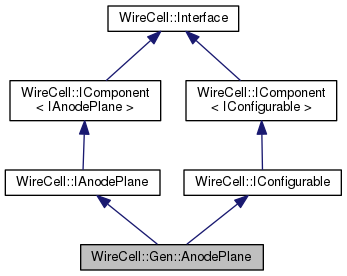 WireCell::Interface
WireCell::IComponent
< IAnodePlane >
WireCell::IComponent
< IConfigurable >
WireCell::IAnodePlane
WireCell::IConfigurable
WireCell::Gen::AnodePlane